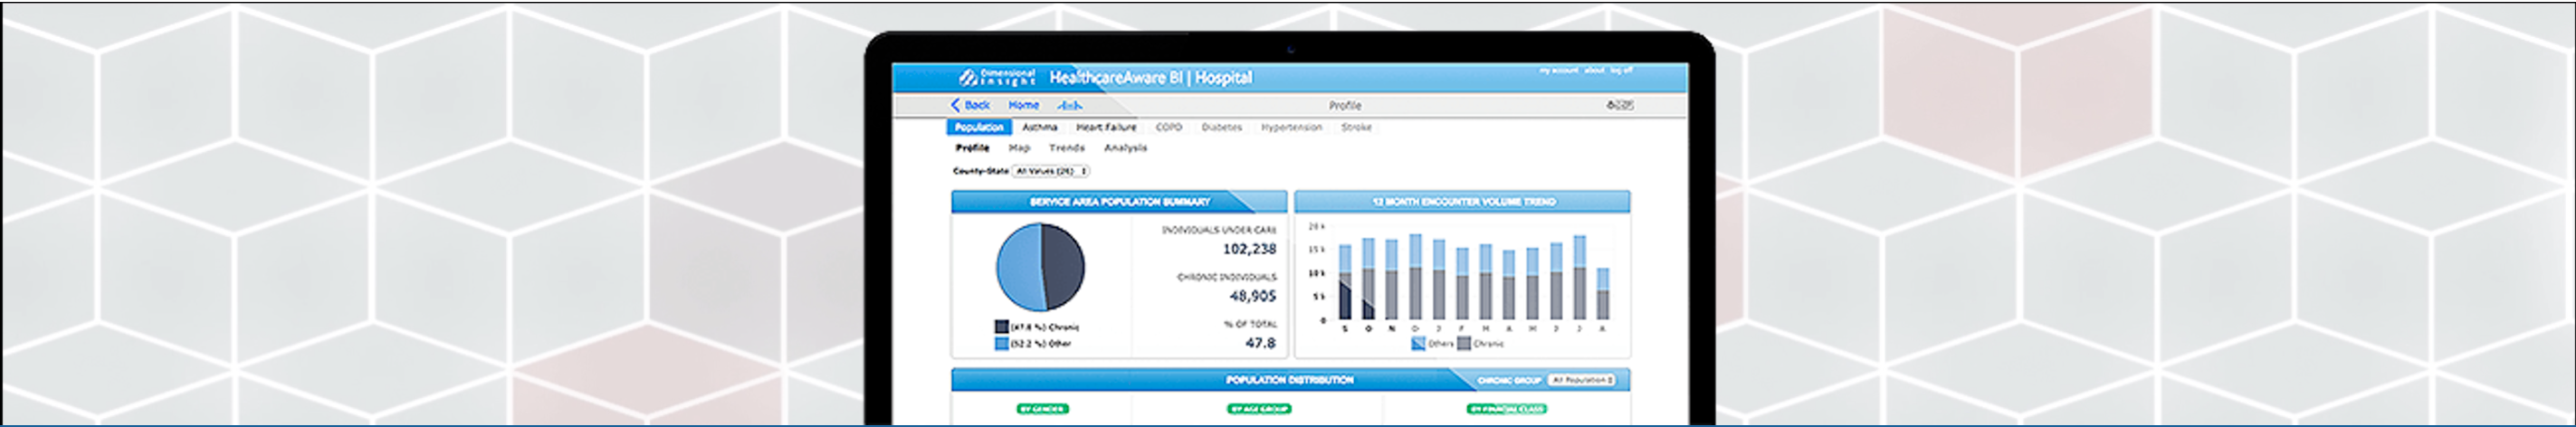 Dimensional Insight HealthcareAware BI | Hospital my account about log off
Back Home Profile
Population Asthma Heart Failure COPD Diabetes Hypertension Stroke
Profile Map Trends Analysis
County-State All Values (26)
SERVICE AREA POPULATION SUMMARY
INDIVIDUALS UNDER CARE
102,238
CHRONIC INDIVIDUALS
48,905
% OF TOTAL
47.8
(47.8 %) Chronic
(52.2 %) Other
12 MONTH ENCOUNTER VOLUME TREND
20 k
15 k
10 k
5 k
0
S O N D J F M A M J J A
Others Chronic
POPULATION DISTRIBUTION CHRONIC GROUP All Population
BY GENDER BY AGE GROUP BY FINANCIAL CLASS